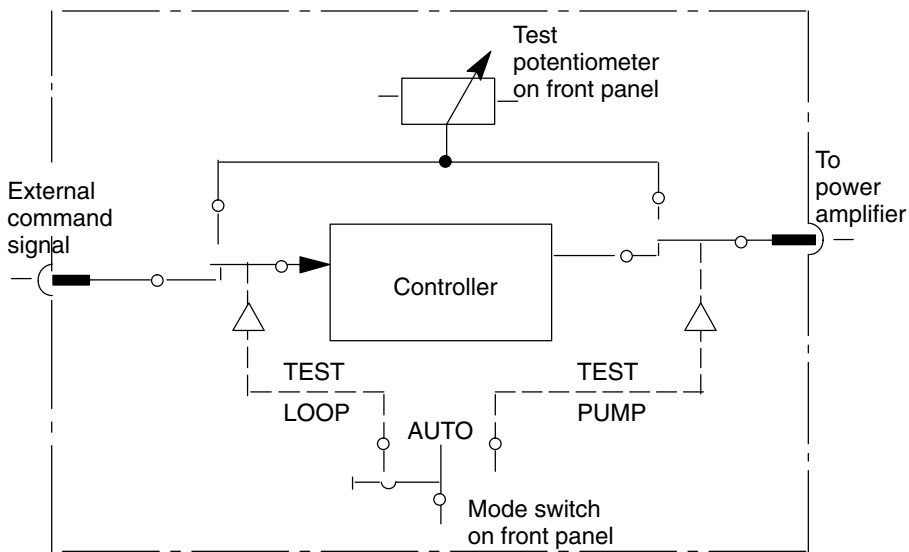 Test
potentiometer
on front panel
External
command
signal
To
power
amplifier
Controller
TEST
LOOP
TEST
PUMP
AUTO
Mode switch
on front panel